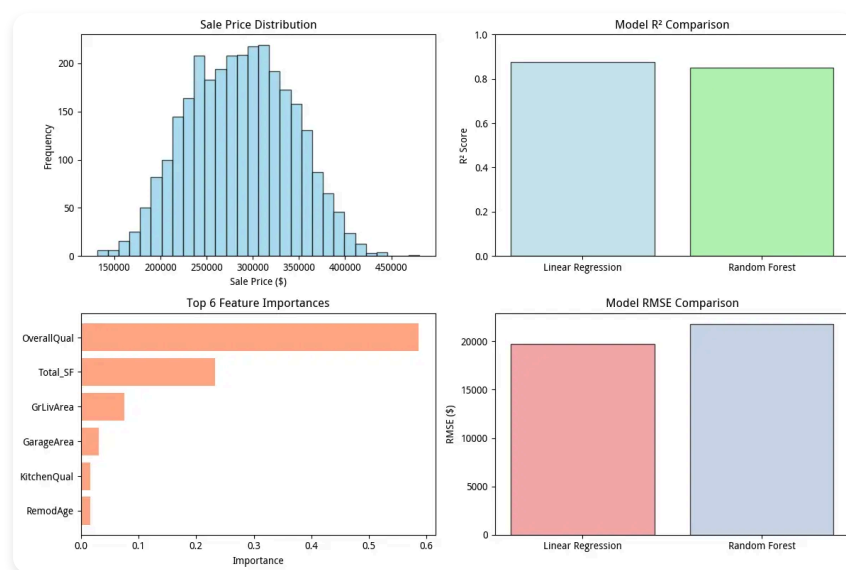 Sale Price Distribution
200
150
100
50
0
Frequency
150000 200000 250000 300000 350000 400000 450000
Sale Price ($)
Model R² Comparison
1.0
0.8
0.6
0.4
0.2
0.0
R² Score
Linear Regression Random Forest
Top 6 Feature Importances
OverallQual
Total_SF
GrLivArea
GarageArea
KitchenQual
RemodAge
0.0 0.1 0.2 0.3 0.4 0.5 0.6
Importance
Model RMSE Comparison
20000
15000
10000
5000
0
RMSE ($)
Linear Regression Random Forest